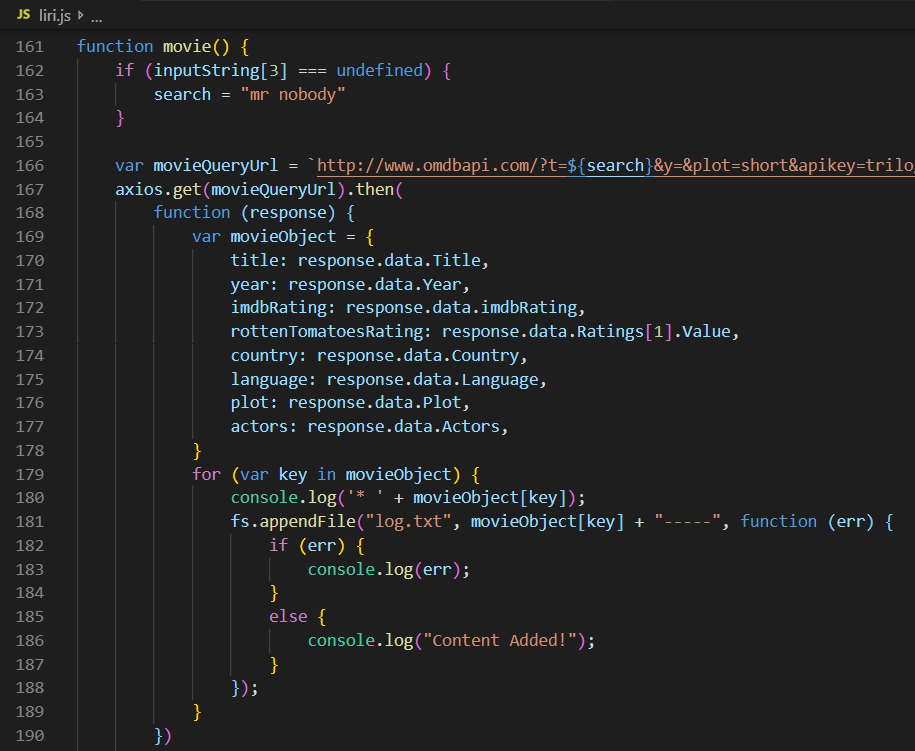 JS liri.js ▸ ...
161 function movie() {
162     if (inputString[3] === undefined) {
163         search = "mr nobody"
164     }
165
166     var movieQueryUrl = `http://www.omdbapi.com/?t=${search}&y=&plot=short&apikey=trilo
167     axios.get(movieQueryUrl).then(
168         function (response) {
169             var movieObject = {
170                 title: response.data.Title,
171                 year: response.data.Year,
172                 imdbRating: response.data.imdbRating,
173                 rottenTomatoesRating: response.data.Ratings[1].Value,
174                 country: response.data.Country,
175                 language: response.data.Language,
176                 plot: response.data.Plot,
177                 actors: response.data.Actors,
178             }
179             for (var key in movieObject) {
180                 console.log('* ' + movieObject[key]);
181                 fs.appendFile("log.txt", movieObject[key] + "-----", function (err) {
182                     if (err) {
183                         console.log(err);
184                     }
185                     else {
186                         console.log("Content Added!");
187                     }
188                 });
189             }
190         })